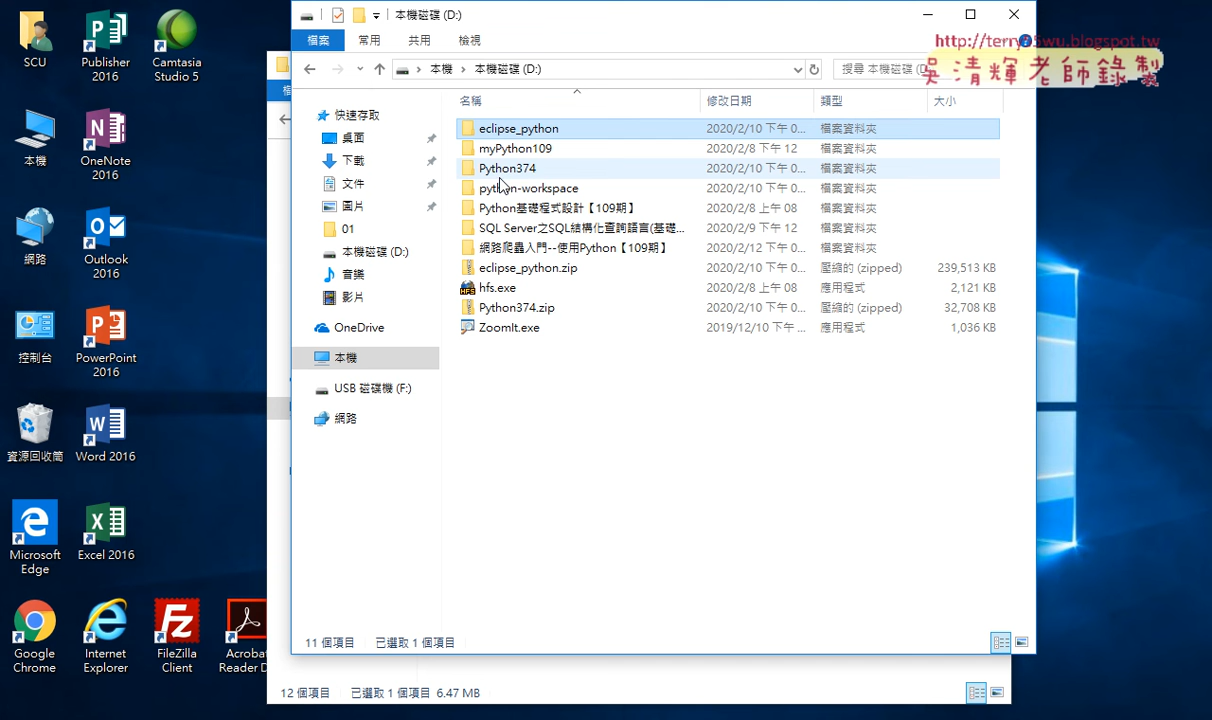 SCU
Publisher 2016
Camtasia Studio 5
本機
OneNote 2016
網路
Outlook 2016
控制台
PowerPoint 2016
資源回收筒
Word 2016
Microsoft Edge
Excel 2016
Google Chrome
Internet Explorer
FileZilla Client
Acrobat
Reader D
本機磁碟 (D:)
檔案 常用 共用 檢視
本機 本機磁碟 (D:)
搜尋 本機磁碟 (D
http://terry55wu.blogspot.tw
吳清輝老師錄製
名稱 修改日期 類型 大小
快速存取
桌面
下載
文件
圖片
01
本機磁碟 (D:)
音樂
影片
OneDrive
本機
USB 磁碟機 (F:)
網路
eclipse_python 2020/2/10 下午 0... 檔案資料夾
myPython109 2020/2/8 下午 12 檔案資料夾
Python374 2020/2/10 下午 0... 檔案資料夾
python-workspace 2020/2/10 下午 0... 檔案資料夾
Python基礎程式設計【109期】 2020/2/8 上午 08 檔案資料夾
SQL Server之SQL結構化查詢語言(基礎... 2020/2/9 下午 12 檔案資料夾
網路爬蟲入門--使用Python【109期】 2020/2/12 下午 0... 檔案資料夾
eclipse_python.zip 2020/2/10 下午 0... 壓縮的 (zipped) 239,513 KB
hfs.exe 2020/2/8 上午 08 應用程式 2,121 KB
Python374.zip 2020/2/10 下午 0... 壓縮的 (zipped) 32,708 KB
ZoomIt.exe 2019/12/10 下午 ... 應用程式 1,036 KB
11 個項目 已選取 1 個項目
12 個項目 已選取 1 個項目 6.47 MB